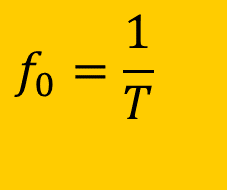 f₀ = 1/T